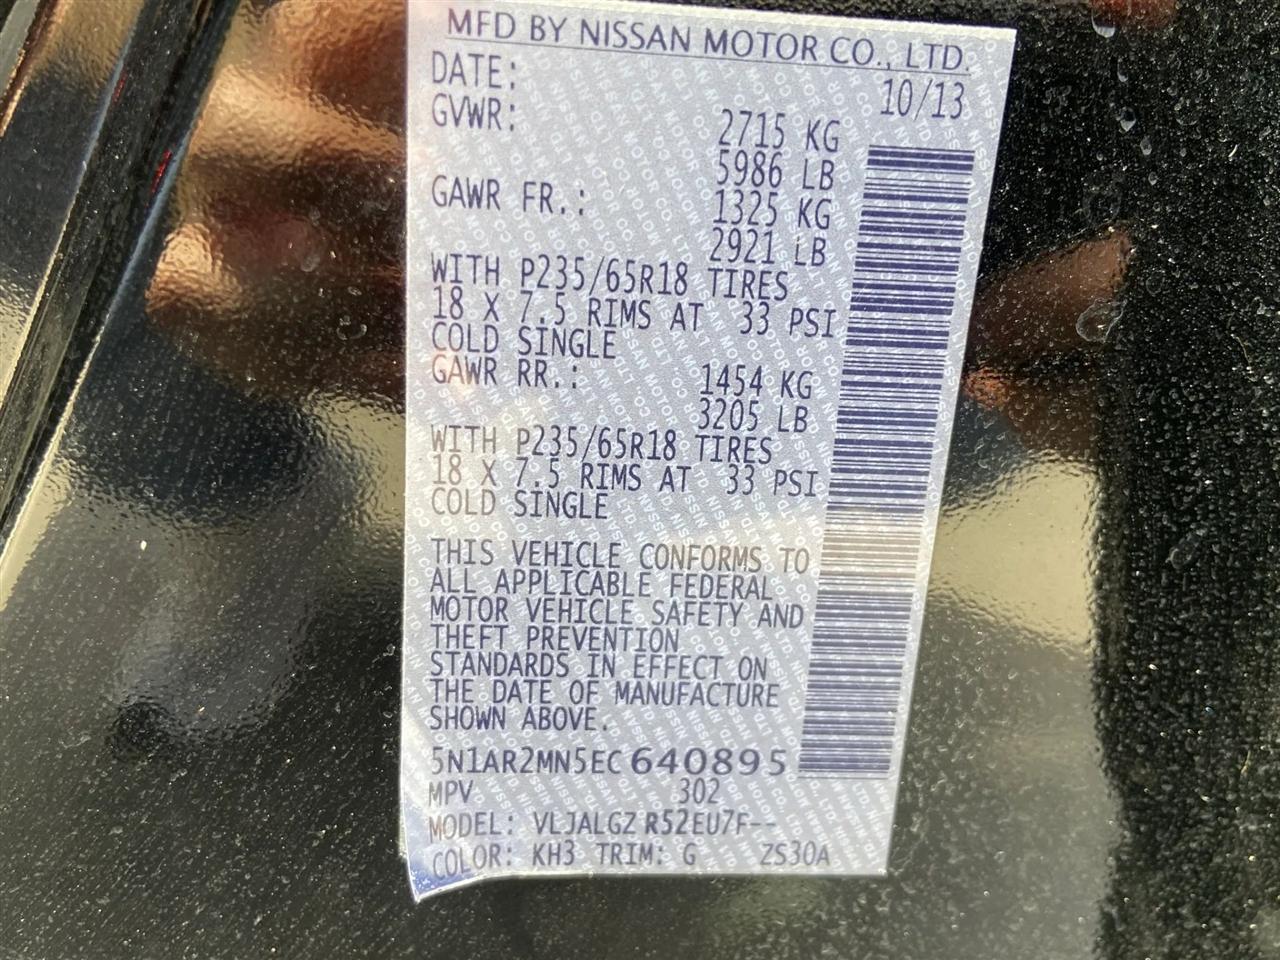 MFD BY NISSAN MOTOR CO., LTD.
DATE: 10/13
GVWR: 2715 KG
5986 LB
GAWR FR.: 1325 KG
2921 LB
WITH P235/65R18 TIRES
18 X 7.5 RIMS AT 33 PSI
COLD SINGLE
GAWR RR.: 1454 KG
3205 LB
WITH P235/65R18 TIRES
18 X 7.5 RIMS AT 33 PSI
COLD SINGLE
THIS VEHICLE CONFORMS TO
ALL APPLICABLE FEDERAL
MOTOR VEHICLE SAFETY AND
THEFT PREVENTION
STANDARDS IN EFFECT ON
THE DATE OF MANUFACTURE
SHOWN ABOVE.
5N1AR2MN5EC640895
MPV 302
MODEL: VLJALGZ R52EU7F--
COLOR: KH3 TRIM: G ZS30A